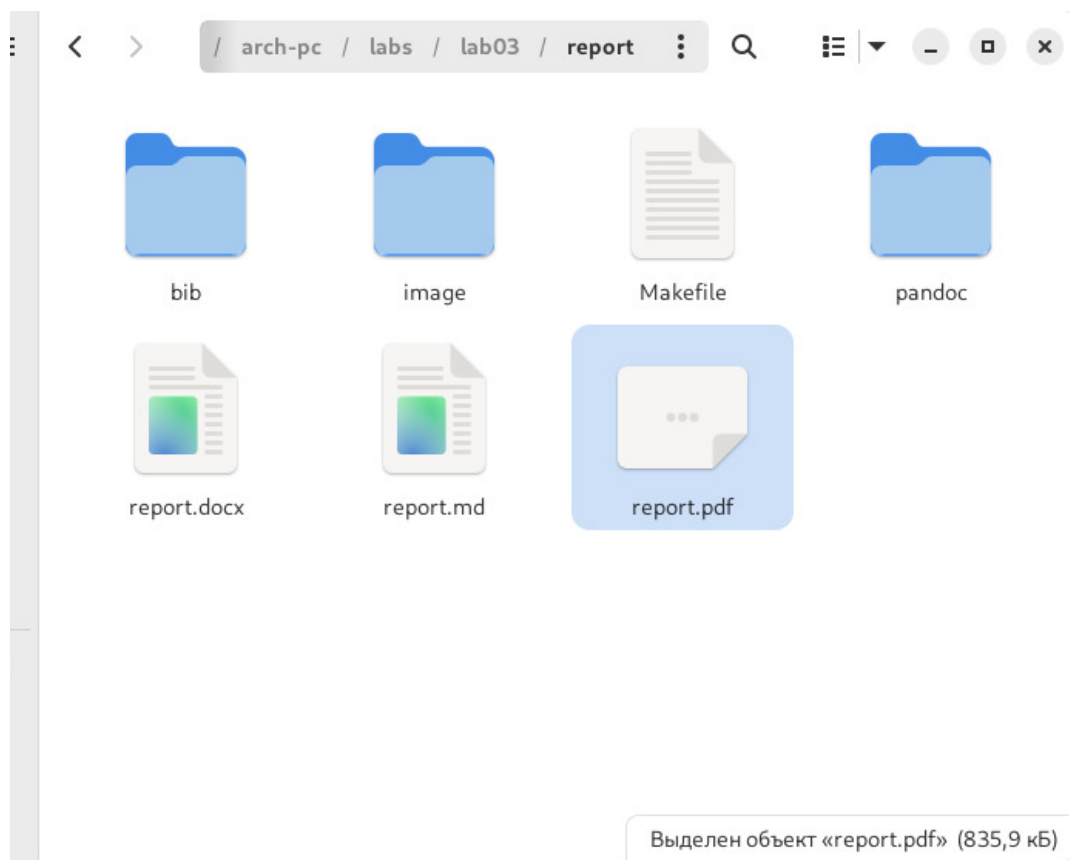 / arch-pc / labs / lab03 / report
bib image Makefile pandoc
report.docx report.md report.pdf
Выделен объект «report.pdf» (835,9 кБ)